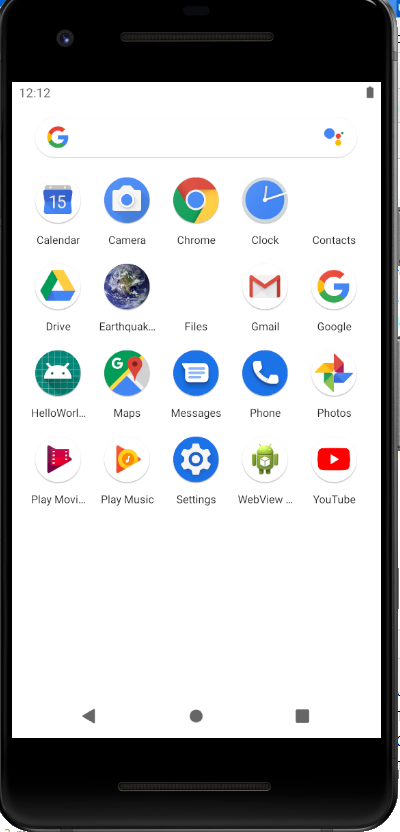 12:12
15
Calendar Camera Chrome Clock Contacts
Drive Earthquak... Files Gmail Google
HelloWorl... Maps Messages Phone Photos
Play Movi... Play Music Settings WebView ... YouTube